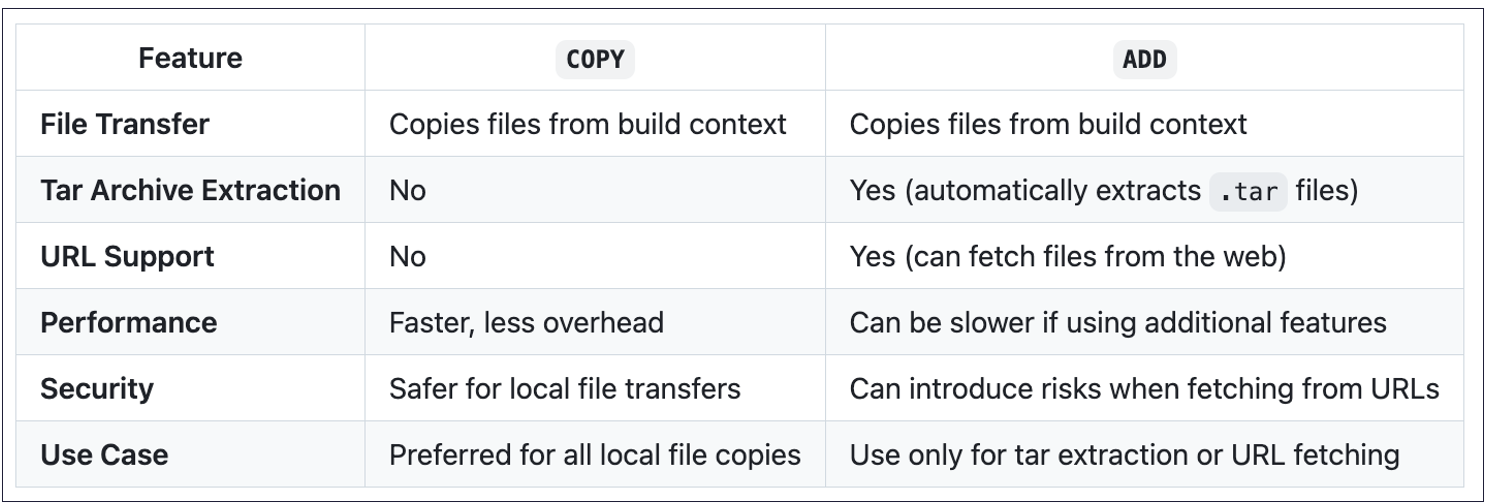 Feature COPY ADD
File Transfer Copies files from build context Copies files from build context
Tar Archive Extraction No Yes (automatically extracts .tar files)
URL Support No Yes (can fetch files from the web)
Performance Faster, less overhead Can be slower if using additional features
Security Safer for local file transfers Can introduce risks when fetching from URLs
Use Case Preferred for all local file copies Use only for tar extraction or URL fetching